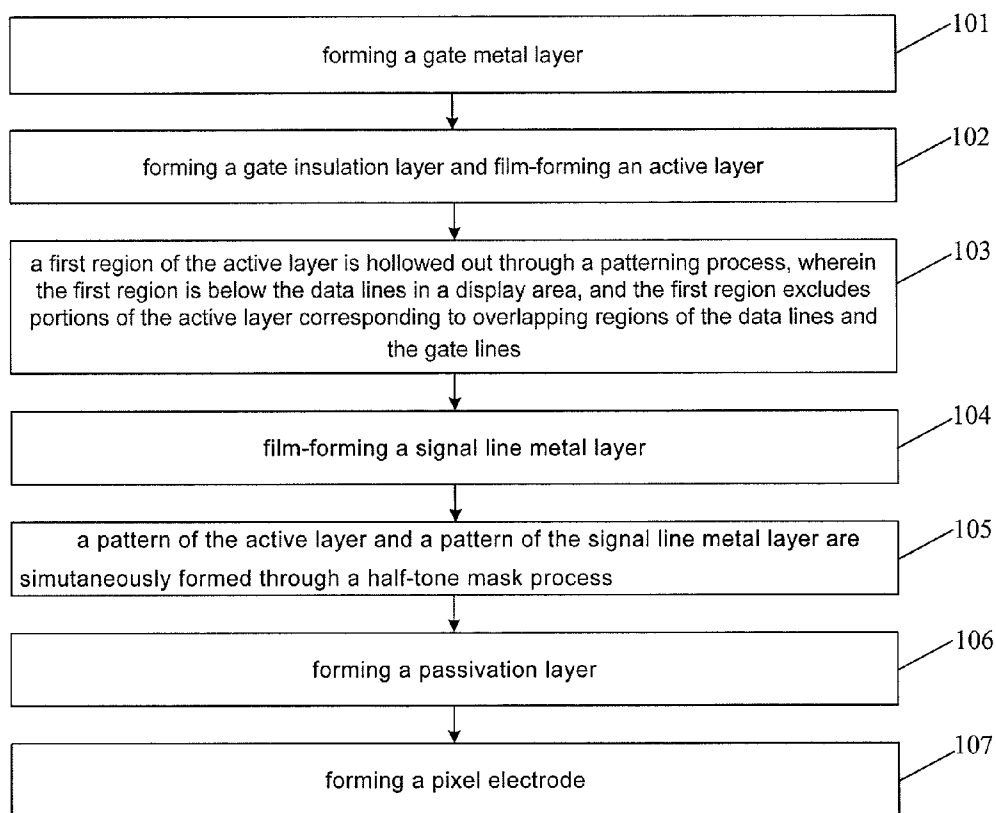 forming a gate metal layer
101
forming a gate insulation layer and film-forming an active layer
102
a first region of the active layer is hollowed out through a patterning process, wherein
the first region is below the data lines in a display area, and the first region excludes
portions of the active layer corresponding to overlapping regions of the data lines and
the gate lines
103
film-forming a signal line metal layer
104
a pattern of the active layer and a pattern of the signal line metal layer are
simutaneously formed through a half-tone mask process
105
forming a passivation layer
106
forming a pixel electrode
107